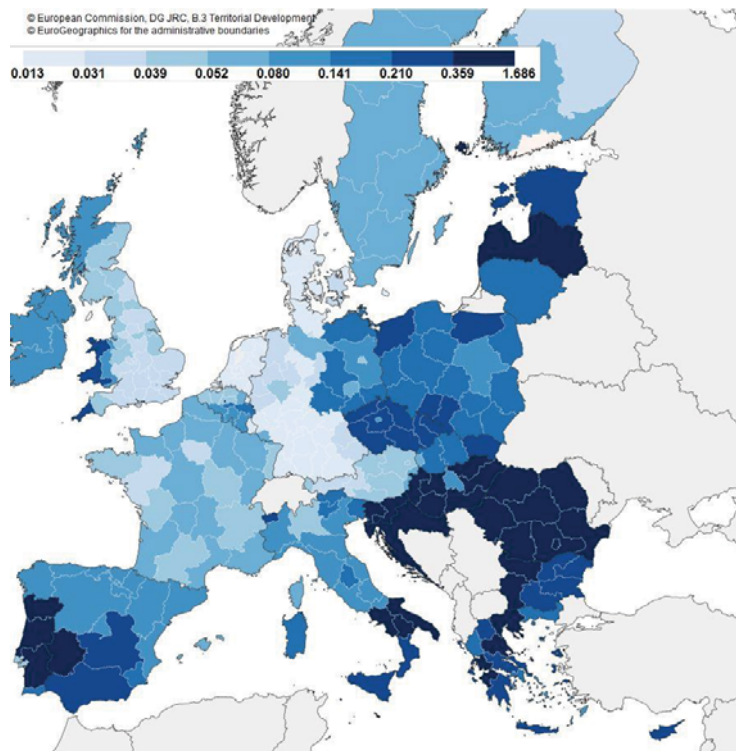 © European Commission, DG JRC, B.3 Territorial Development
© EuroGeographics for the administrative boundaries
0.013 0.031 0.039 0.052 0.080 0.141 0.210 0.359 1.686